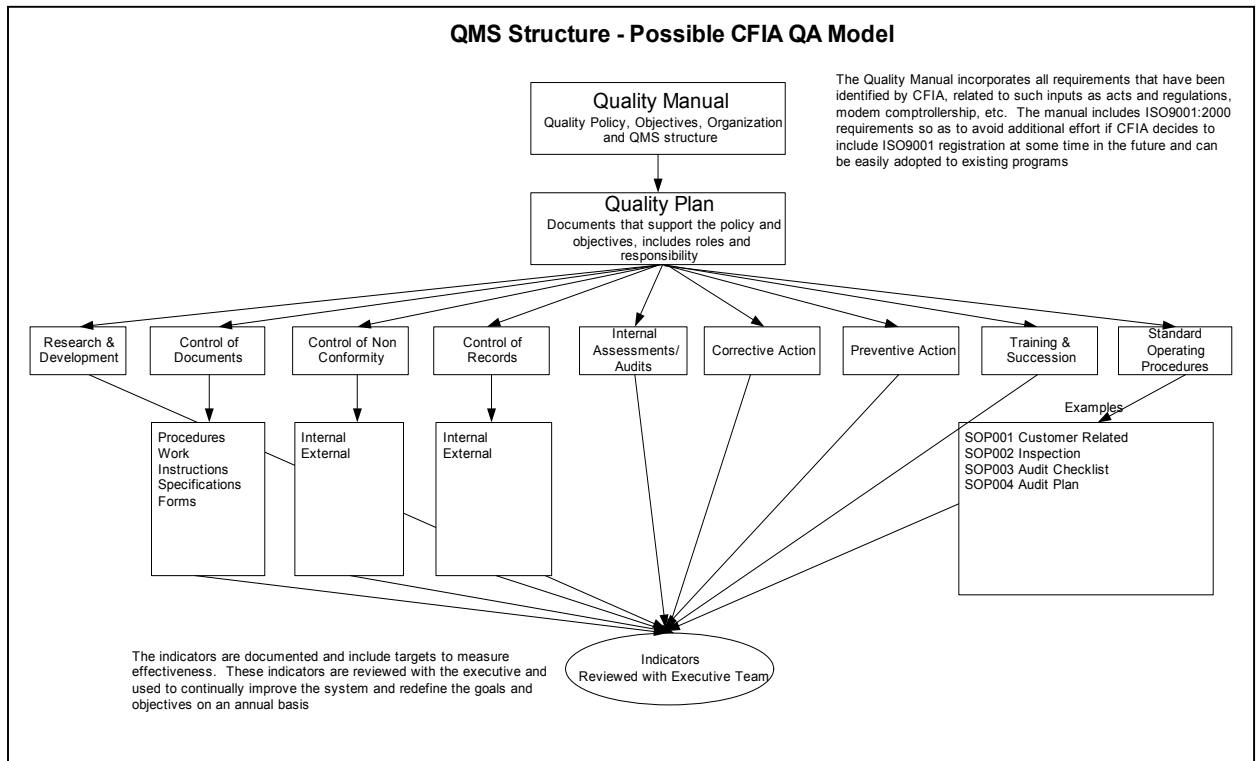 QMS Structure - Possible CFIA QA Model
The Quality Manual incorporates all requirements that have been
identified by CFIA, related to such inputs as acts and regulations,
modem comptrollership, etc.  The manual includes ISO9001:2000
requirements so as to avoid additional effort if CFIA decides to
include ISO9001 registration at some time in the future and can
be easily adopted to existing programs
Quality Manual
Quality Policy, Objectives, Organization
and QMS structure
Quality Plan
Documents that support the policy and
objectives, includes roles and
responsibility
Research &
Development
Control of
Documents
Control of Non
Conformity
Control of
Records
Internal
Assessments/
Audits
Corrective Action
Preventive Action
Training &
Succession
Standard
Operating
Procedures
Examples
Procedures
Work
Instructions
Specifications
Forms
Internal
External
Internal
External
SOP001 Customer Related
SOP002 Inspection
SOP003 Audit Checklist
SOP004 Audit Plan
The indicators are documented and include targets to measure
effectiveness.  These indicators are reviewed with the executive and
used to continually improve the system and redefine the goals and
objectives on an annual basis
Indicators
Reviewed with Executive Team